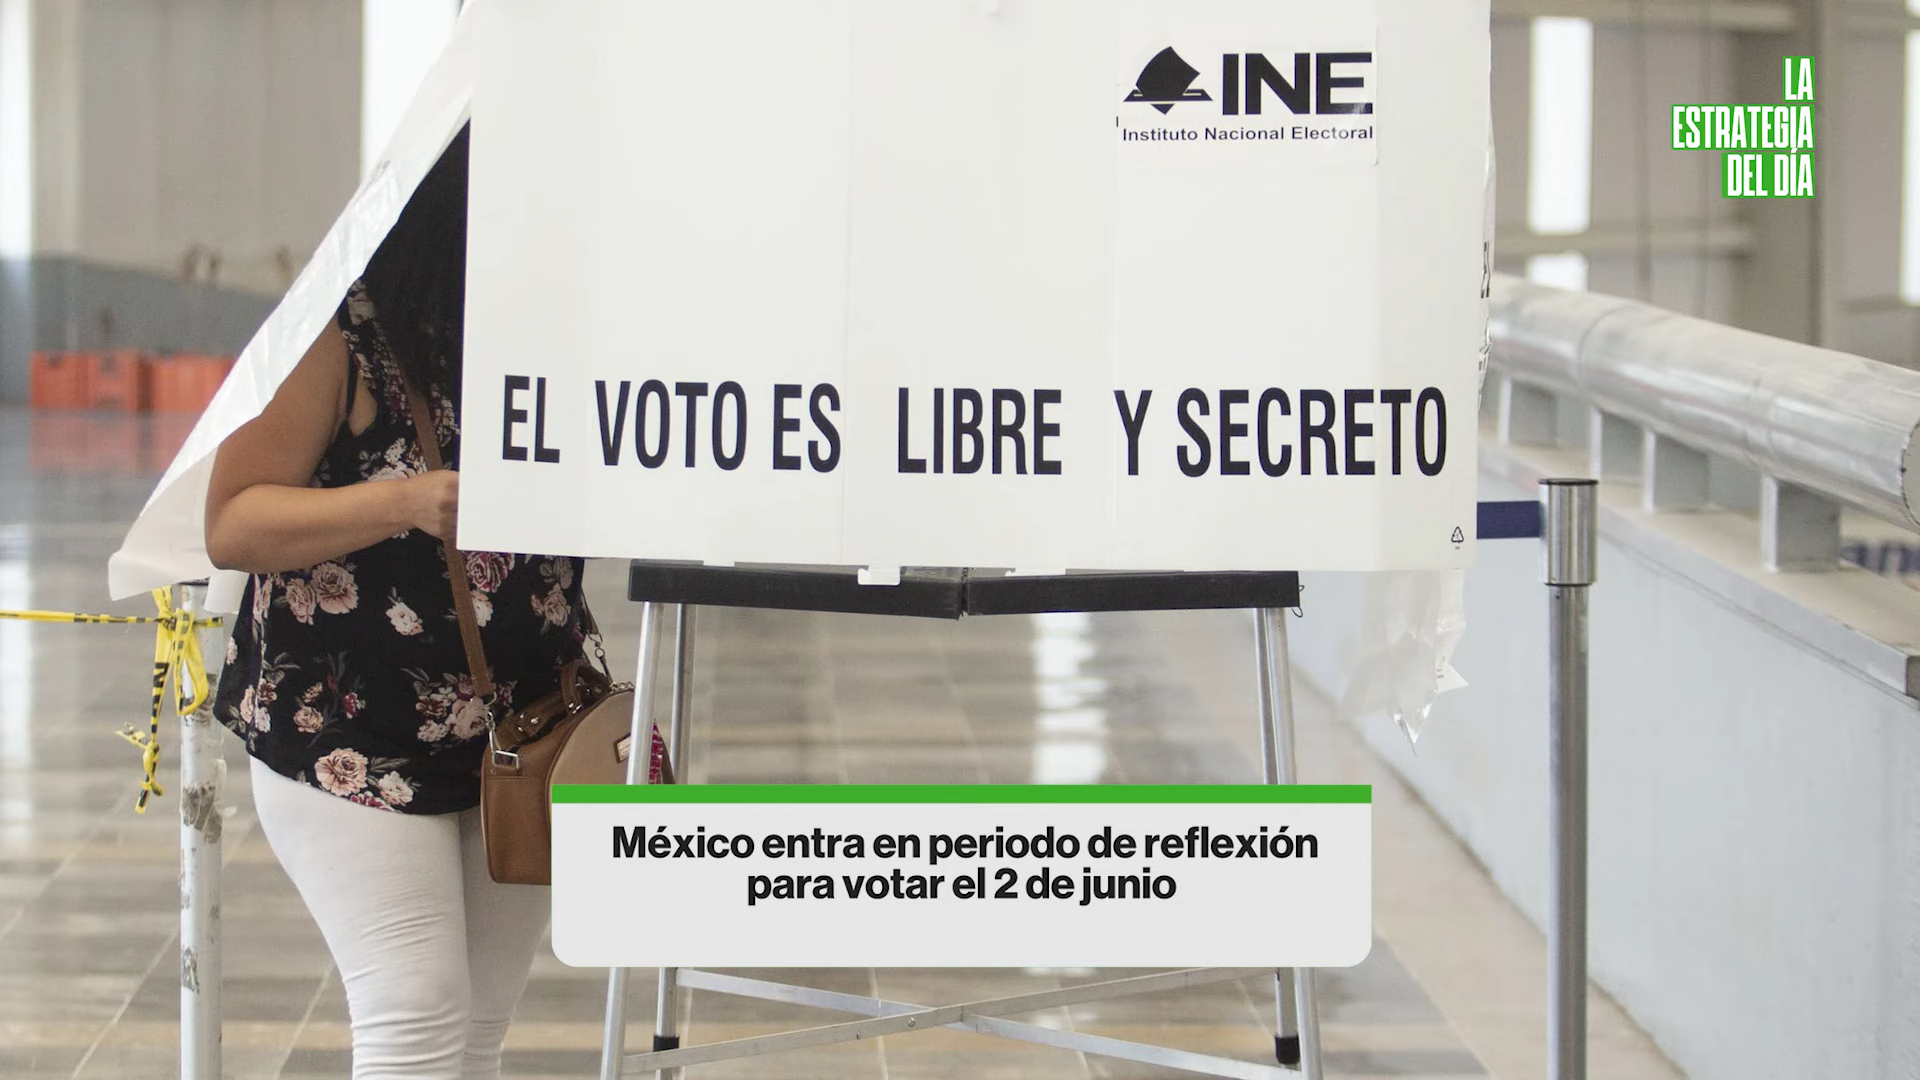 INE
Instituto Nacional Electoral
LA
ESTRATEGIA
DEL DÍA
EL VOTO ES LIBRE Y SECRETO
México entra en periodo de reflexión
para votar el 2 de junio